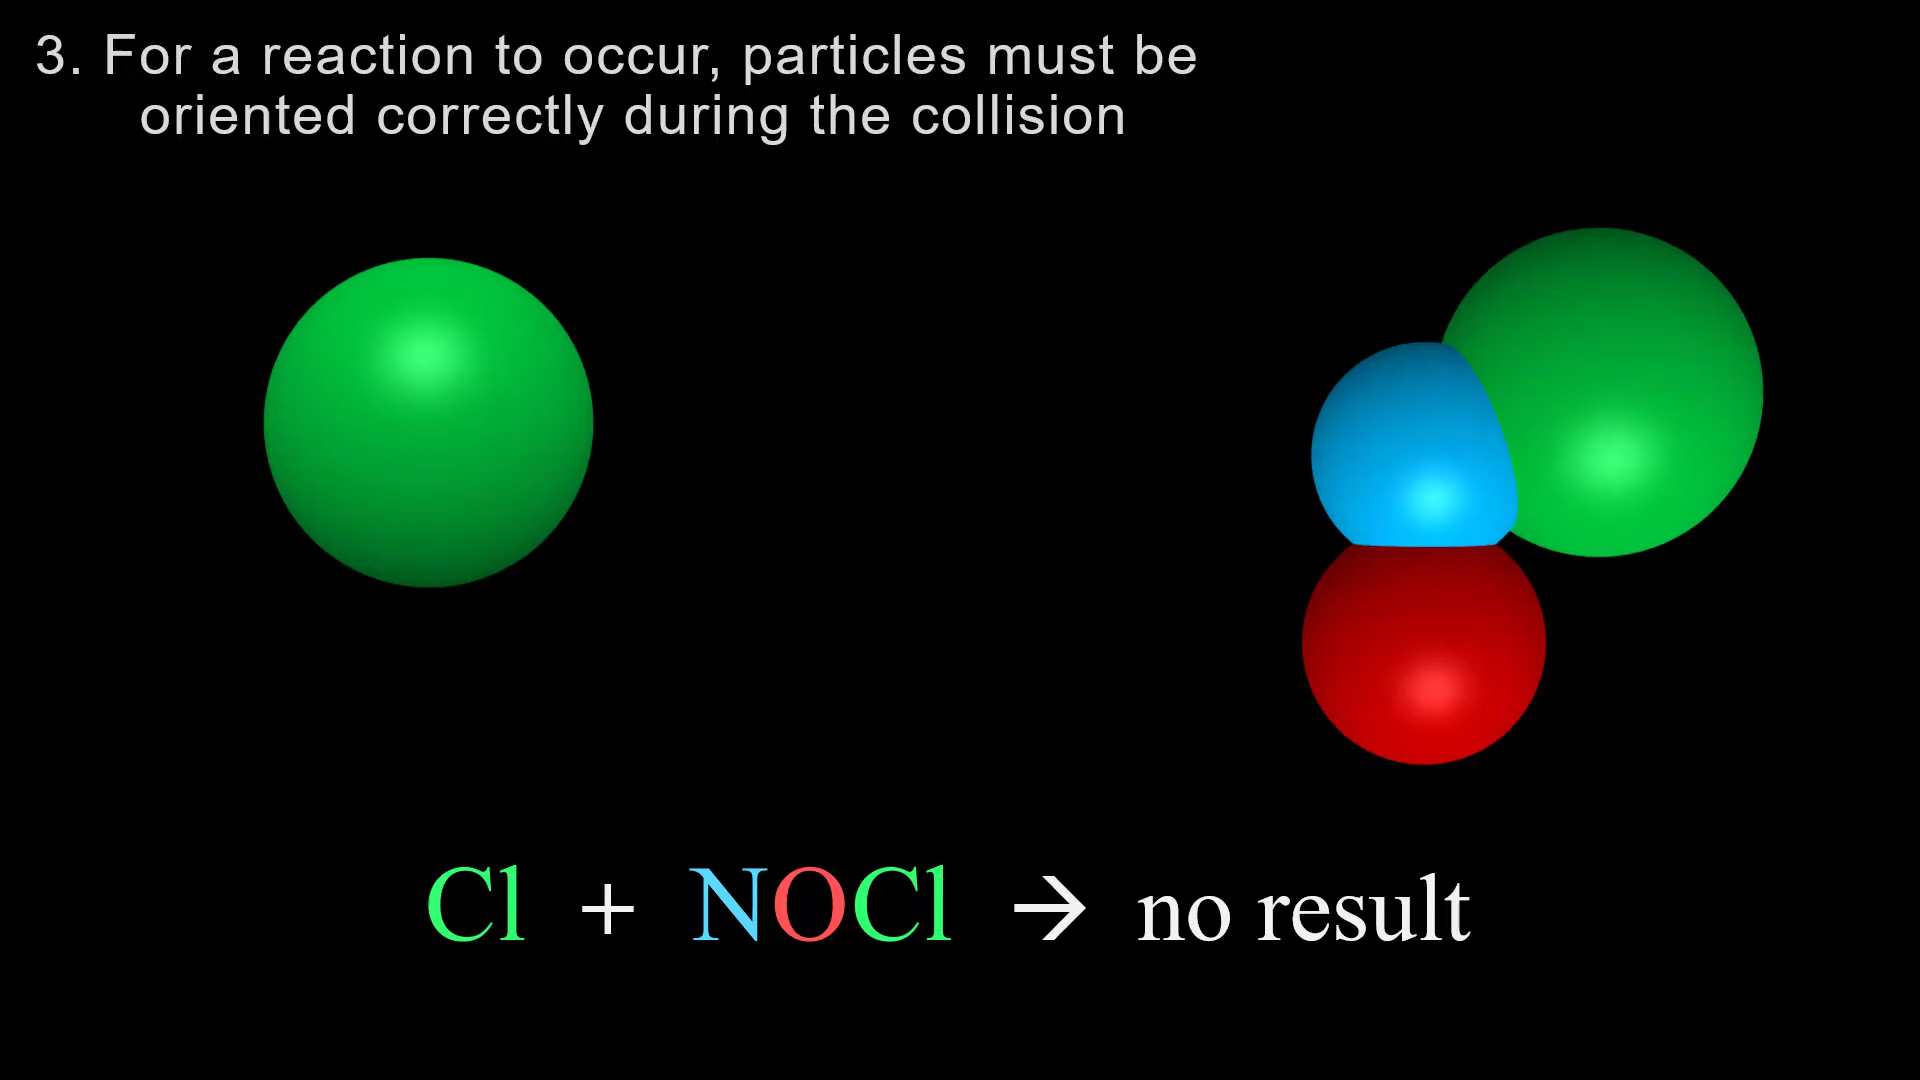 3. For a reaction to occur, particles must be
oriented correctly during the collision
Cl + NOCl → no result